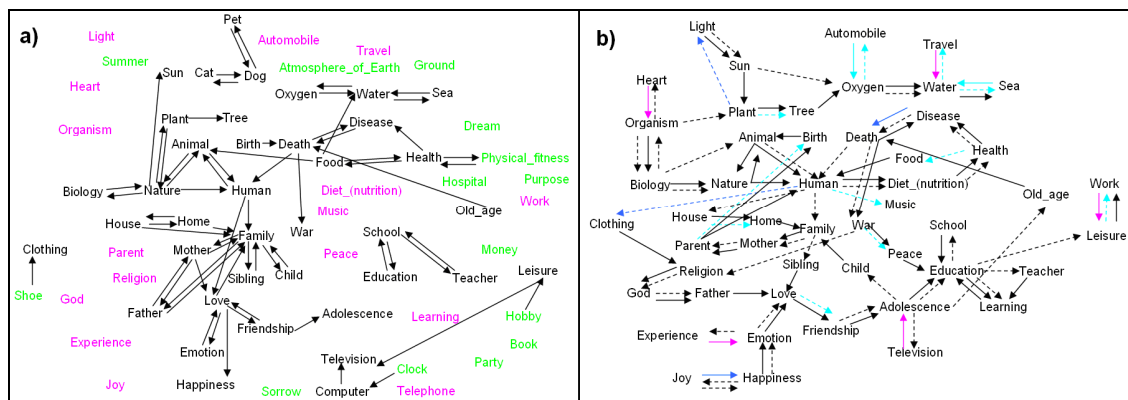 a)
Pet
Light
Automobile
Travel
Summer
Sun
Cat
Dog
Atmosphere_of_Earth
Ground
Heart
Oxygen
Water
Sea
Plant
Tree
Disease
Dream
Organism
Animal
Birth
Death
Food
Health
Physical_fitness
Biology
Nature
Human
Diet_(nutrition)
Hospital
Purpose
Music
Work
House
Home
Old_age
Family
War
School
Money
Clothing
Parent
Mother
Peace
Religion
Sibling
Child
Education
Teacher
Leisure
Shoe
God
Father
Love
Friendship
Adolescence
Learning
Hobby
Experience
Emotion
Television
Book
Party
Joy
Happiness
Sorrow
Clock
Computer
Telephone
b)
Light
Automobile
Travel
Sun
Heart
Oxygen
Water
Sea
Organism
Plant
Tree
Disease
Animal
Birth
Death
Health
Food
Biology
Nature
Human
Diet_(nutrition)
Work
Music
Old_age
Clothing
House
Home
Family
War
School
Leisure
Parent
Mother
Peace
Religion
Sibling
Child
Education
Teacher
God
Father
Love
Adolescence
Learning
Friendship
Experience
Emotion
Television
Joy
Happiness